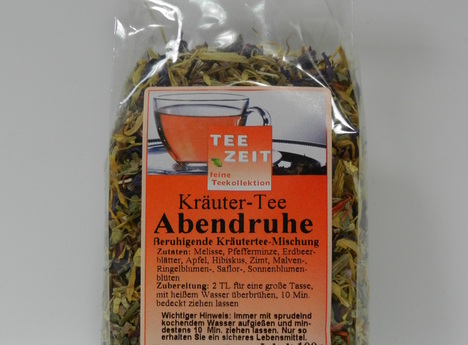 TEE
ZEIT
feine
Teekollektion
Kräuter-Tee
Abendruhe
Beruhigende Kräutertee-Mischung
Zutaten: Melisse, Pfefferminze, Erdbeer-
blätter, Apfel, Hibiskus, Zimt, Malven-,
Ringelblumen-, Saflor-, Sonnenblumen-
blüten
Zubereitung: 2 TL für eine große Tasse,
mit heißem Wasser überbrühen, 10 Min.
bedeckt ziehen lassen
Wichtiger Hinweis: Immer mit sprudelnd
kochendem Wasser aufgießen und min-
destens 10 Min. ziehen lassen. Nur so
erhalten Sie ein sicheres Lebensmittel.